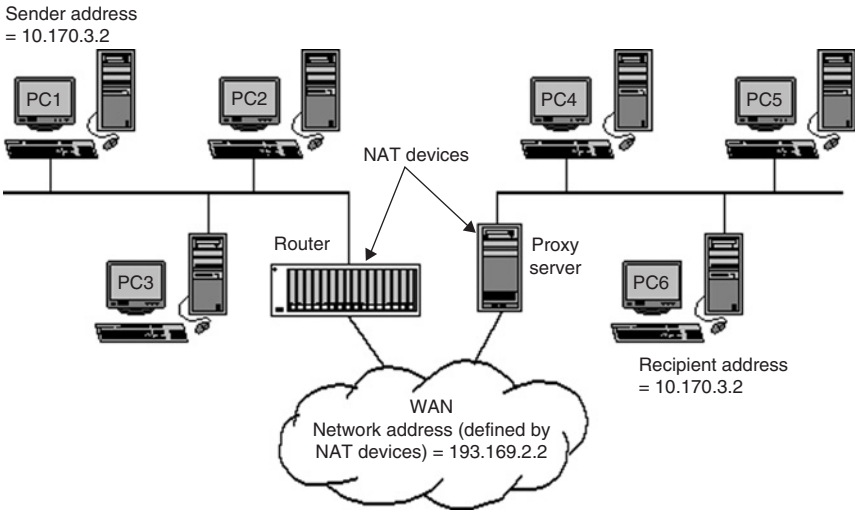 Sender address
= 10.170.3.2
PC1
PC2
PC4
PC5
NAT devices
Router
Proxy
server
PC3
PC6
Recipient address
= 10.170.3.2
WAN
Network address (defined by
NAT devices) = 193.169.2.2